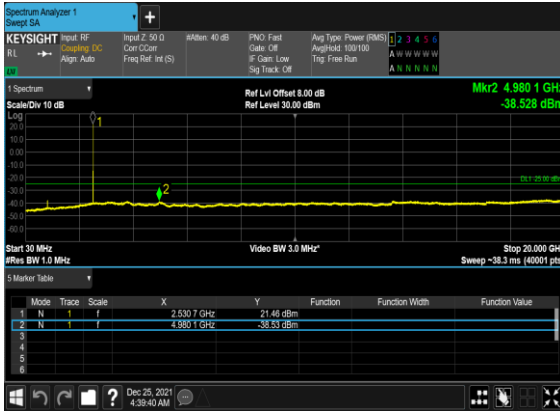 Spectrum Analyzer 1
Swept SA
+
KEYSIGHT Input: RF Input Z: 50 Ω #Atten: 40 dB PNO: Fast Avg Type: Power (RMS) 1 2 3 4 5 6
RL Coupling: DC Corr CCorr Gate: Off Avg|Hold: 100/100 A W W W W W
Align: Auto Freq Ref: Int (S) IF Gain: Low Trig: Free Run
Sig Track: Off A N N N N N
1 Spectrum Ref Lvl Offset 8.00 dB Mkr2 4.980 1 GHz
Scale/Div 10 dB Ref Level 30.00 dBm -38.528 dBm
Log
20.0
10.0
0.00
-10.0
-20.0
-30.0
-40.0
-50.0
-60.0
1
2
DL1 -25.00 dBm
Start 30 MHz Video BW 3.0 MHz* Stop 20.000 GHz
#Res BW 1.0 MHz Sweep ~38.3 ms (40001 pts)
5 Marker Table
Mode Trace Scale X Y Function Function Width Function Value
1 N 1 f 2.530 7 GHz 21.46 dBm
2 N 1 f 4.980 1 GHz -38.53 dBm
3
4
5
6
? Dec 25, 2021
4:39:40 AM